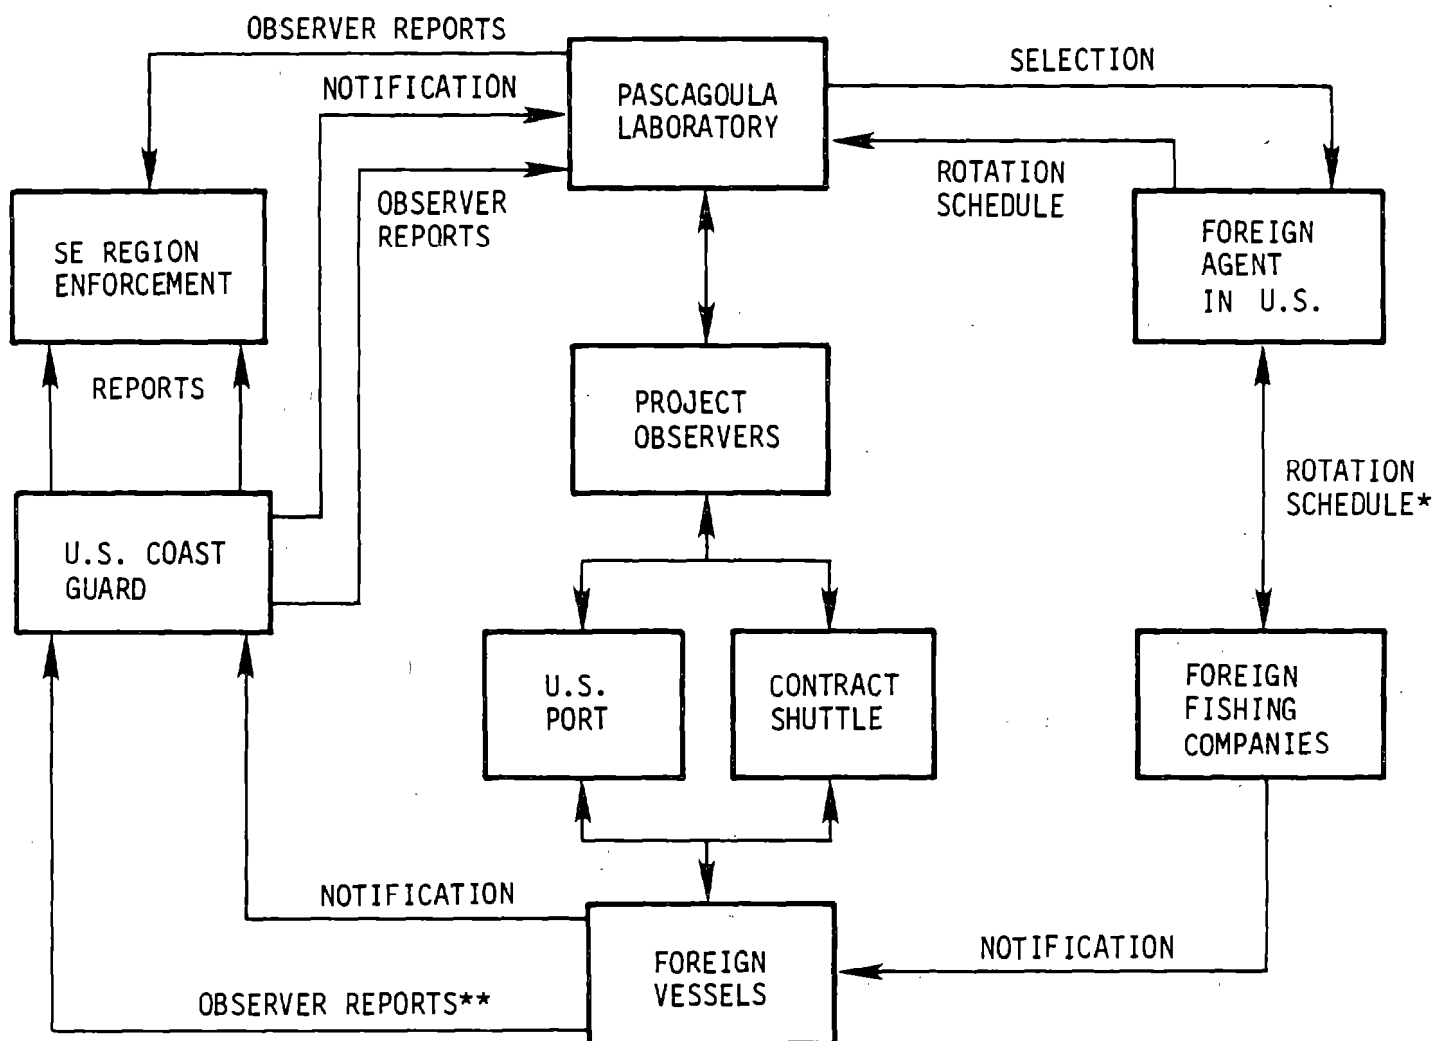 OBSERVER REPORTS
NOTIFICATION
PASCAGOULA
LABORATORY
SELECTION
OBSERVER
REPORTS
ROTATION
SCHEDULE
SE REGION
ENFORCEMENT
FOREIGN
AGENT
IN U.S.
REPORTS
PROJECT
OBSERVERS
ROTATION
SCHEDULE*
U.S. COAST
GUARD
U.S.
PORT
CONTRACT
SHUTTLE
FOREIGN
FISHING
COMPANIES
NOTIFICATION
NOTIFICATION
FOREIGN
VESSELS
OBSERVER REPORTS**